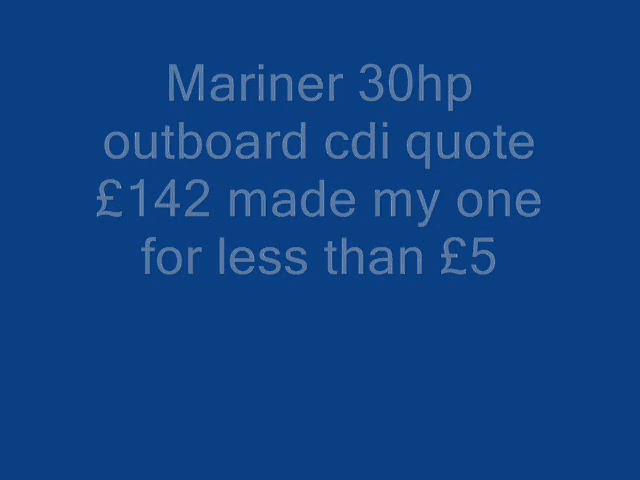 Mariner 30hp
outboard cdi quote
£142 made my one
for less than £5